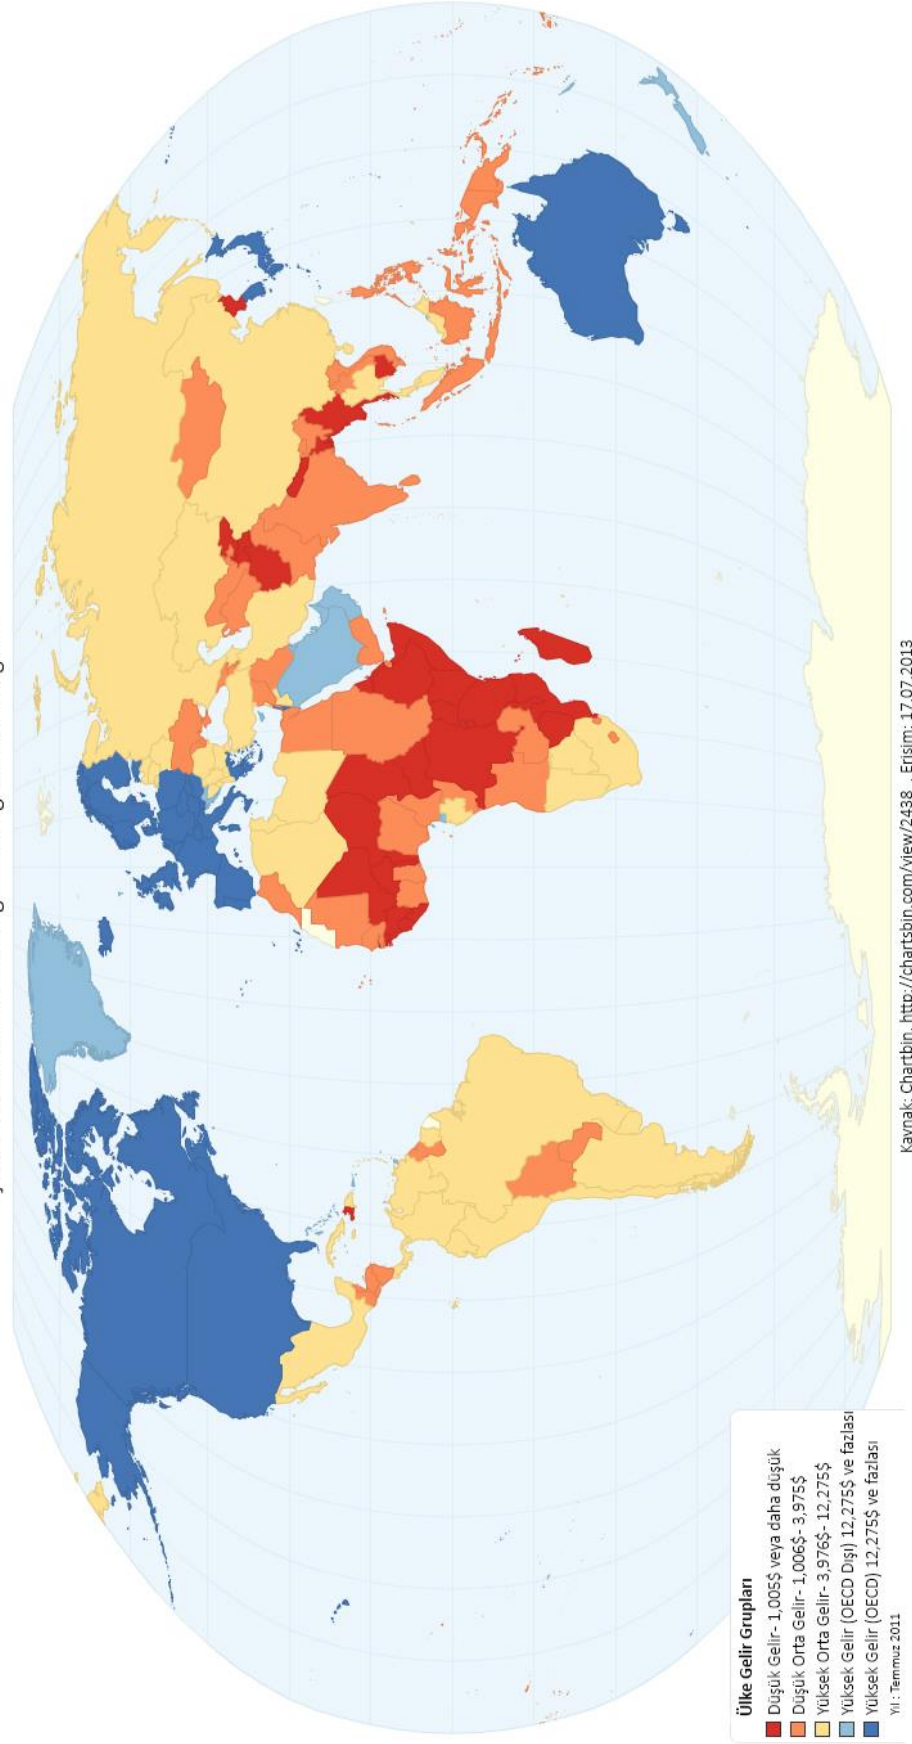 Ülke Gelir Grupları
Düşük Gelir- 1,005$ veya daha düşük
Düşük Orta Gelir- 1,006$- 3,975$
Yüksek Orta Gelir- 3,976$- 12,275$
Yüksek Gelir (OECD Dışı) 12,275$ ve fazlası
Yüksek Gelir (OECD) 12,275$ ve fazlası
Yıl : Temmuz 2011
Kaynak: Chartbin, http://chartsbin.com/view/2438 , Erişim: 17.07.2013